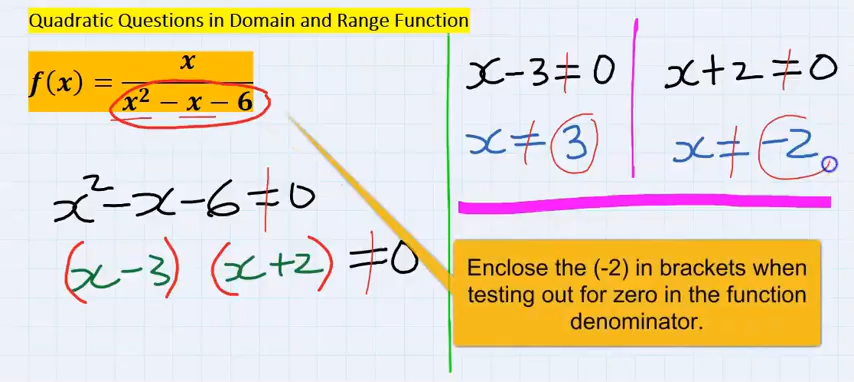 Quadratic Questions in Domain and Range Function
f(x) = x / x² − x − 6
x² − x − 6 ≠ 0
(x − 3) (x + 2) ≠ 0
x − 3 ≠ 0
x ≠ 3
x + 2 ≠ 0
x ≠ −2
Enclose the (-2) in brackets when
testing out for zero in the function
denominator.